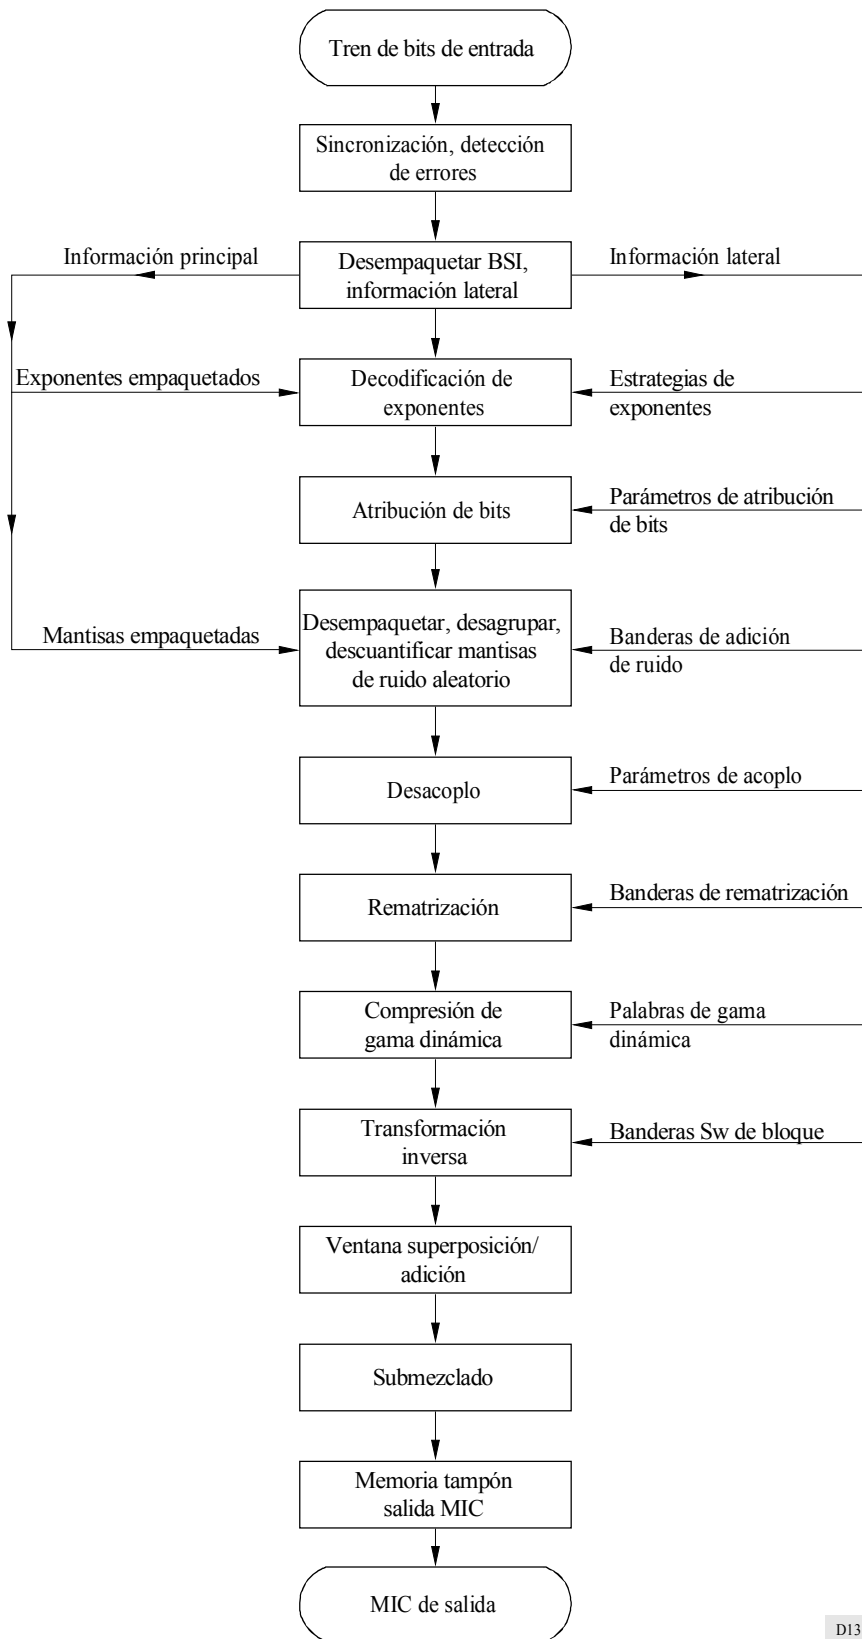 Tren de bits de entrada
Sincronización, detección
de errores
Información principal
Desempaquetar BSI,
información lateral
Información lateral
Exponentes empaquetados
Decodificación de
exponentes
Estrategias de
exponentes
Atribución de bits
Parámetros de atribución
de bits
Mantisas empaquetadas
Desempaquetar, desagrupar,
descuantificar mantisas
de ruido aleatorio
Banderas de adición
de ruido
Desacoplo
Parámetros de acoplo
Rematrización
Banderas de rematrización
Compresión de
gama dinámica
Palabras de gama
dinámica
Transformación
inversa
Banderas Sw de bloque
Ventana superposición/
adición
Submezclado
Memoria tampón
salida MIC
MIC de salida
D13